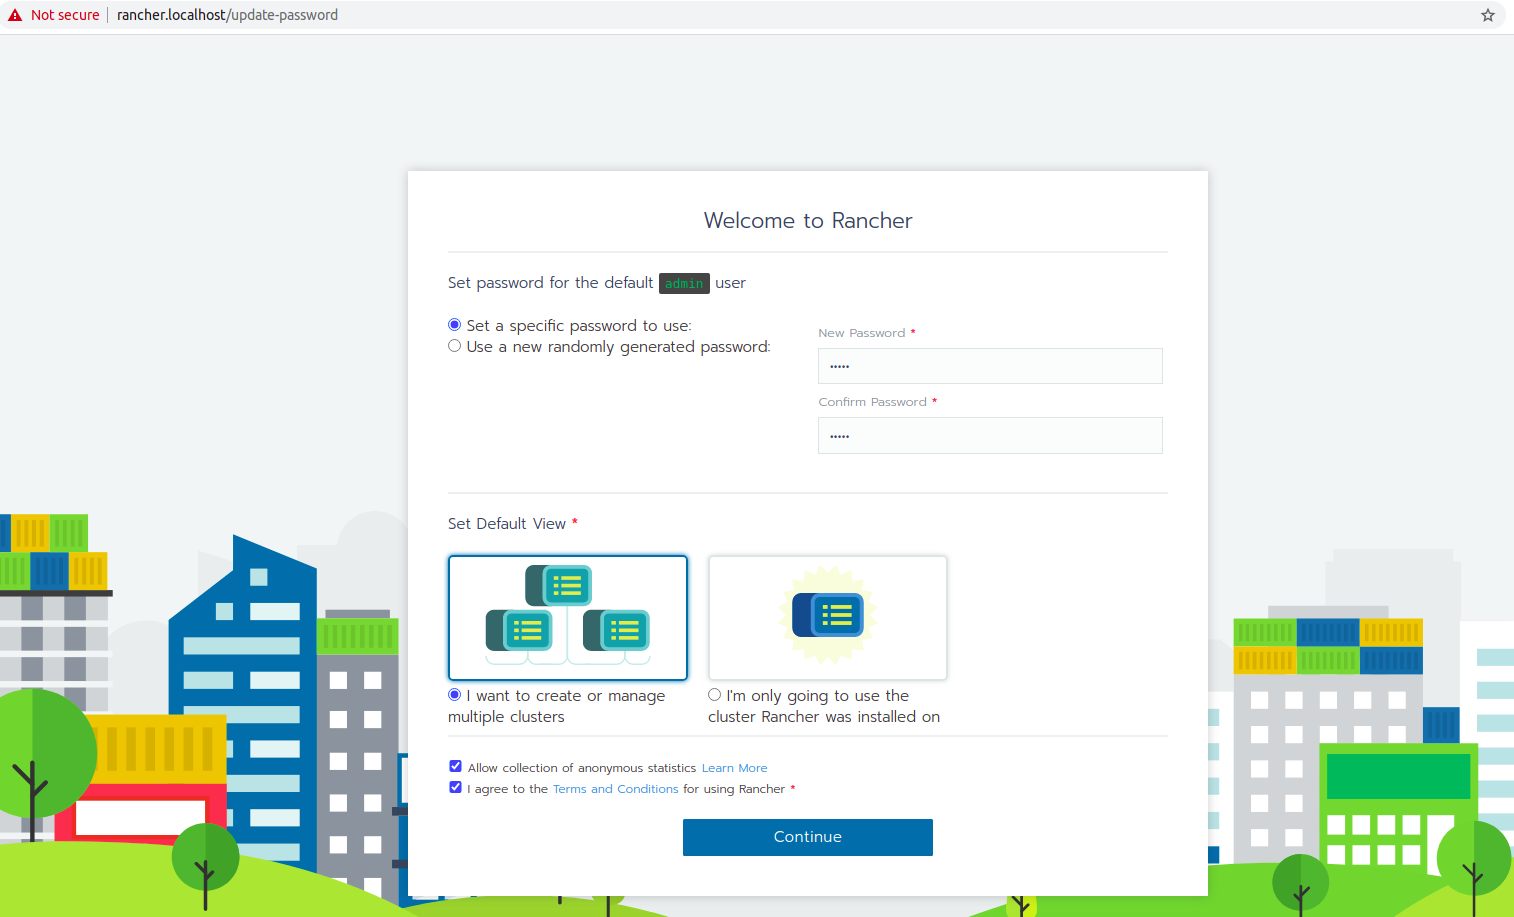 Not secure rancher.localhost/update-password
Welcome to Rancher
Set password for the default admin user
Set a specific password to use:
Use a new randomly generated password:
New Password *
•••••
Confirm Password *
•••••
Set Default View *
I want to create or manage
multiple clusters
I'm only going to use the
cluster Rancher was installed on
Allow collection of anonymous statistics Learn More
I agree to the Terms and Conditions for using Rancher *
Continue